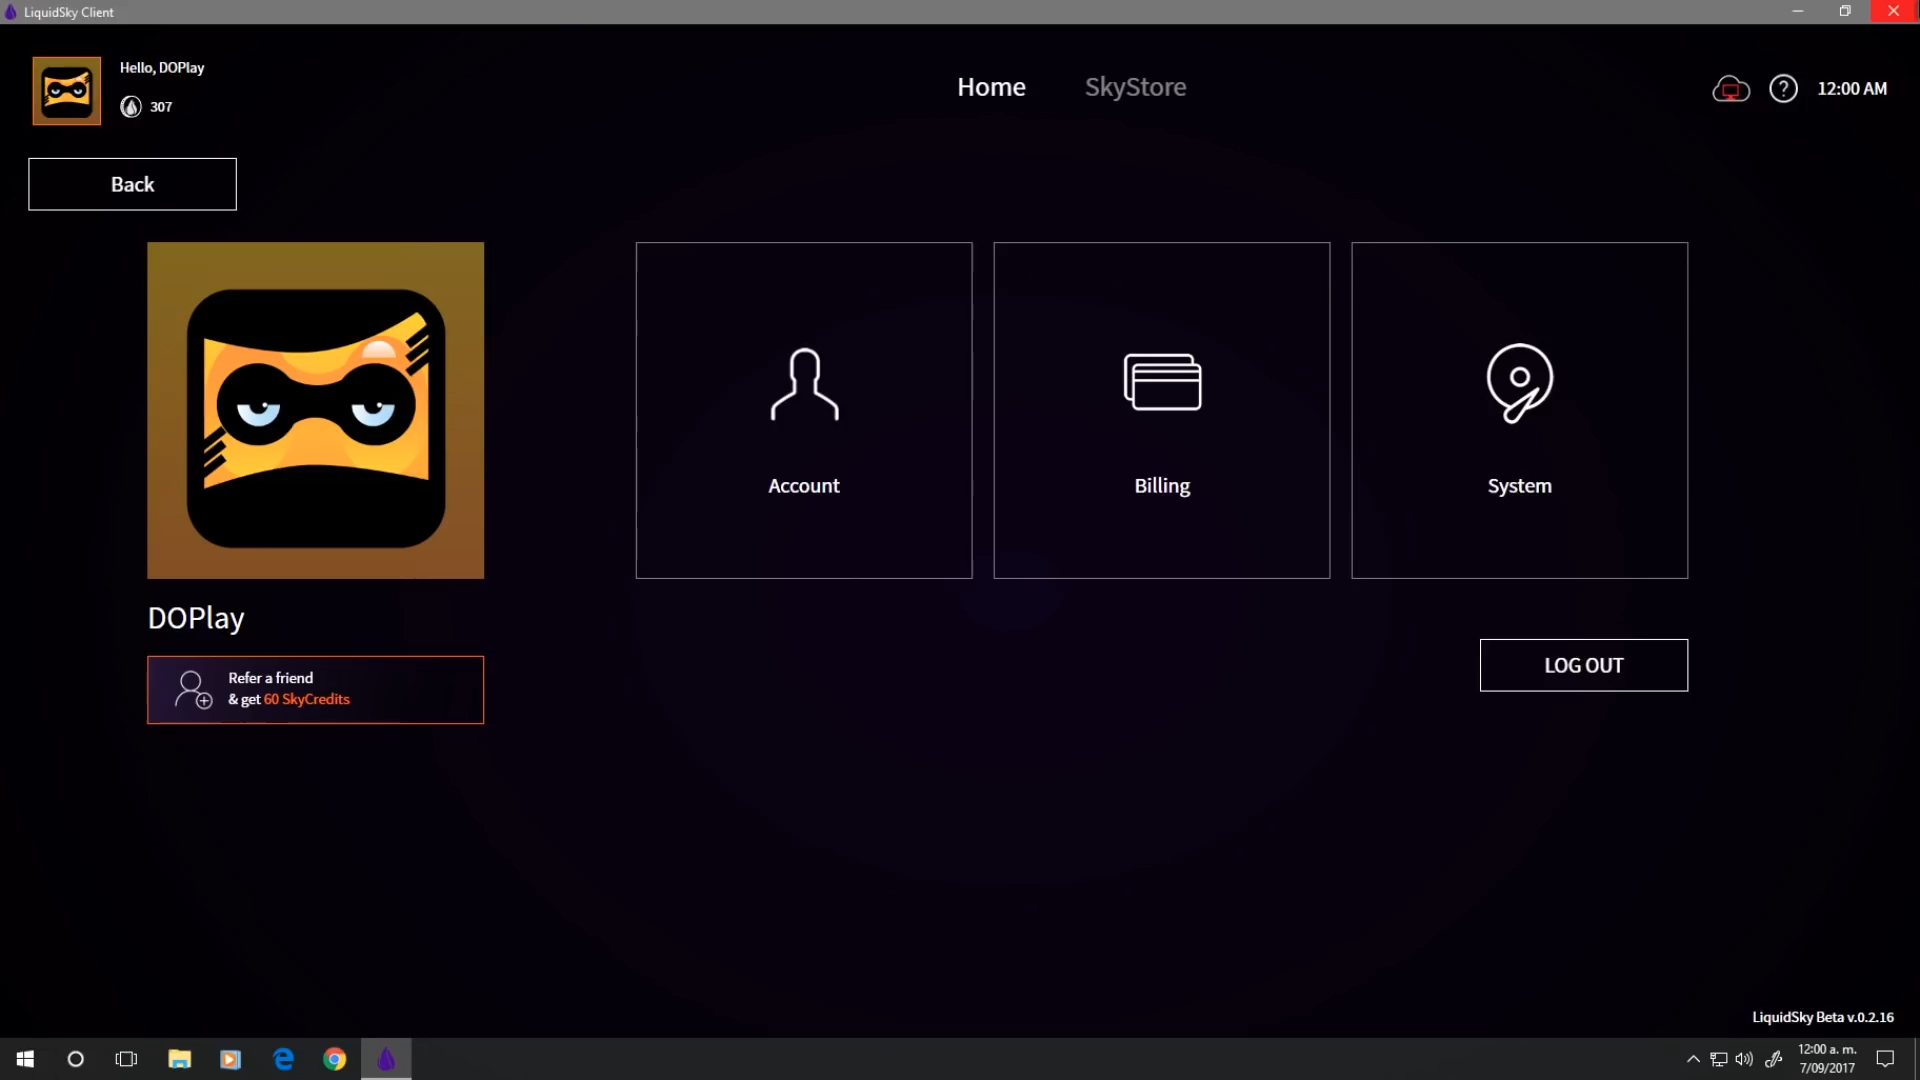 LiquidSky Client
Hello, DOPlay
307
Home
SkyStore
?
12:00 AM
Back
Account
Billing
System
DOPlay
Refer a friend
& get 60 SkyCredits
LOG OUT
LiquidSky Beta v.0.2.16
12:00 a. m.
7/09/2017